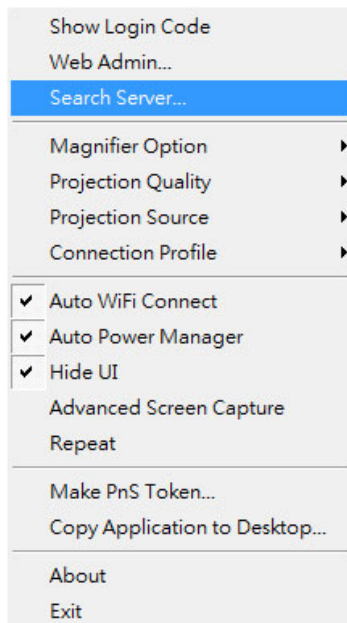 Show Login Code
Web Admin...
Search Server...
Magnifier Option
Projection Quality
Projection Source
Connection Profile
Auto WiFi Connect
Auto Power Manager
Hide UI
Advanced Screen Capture
Repeat
Make PnS Token...
Copy Application to Desktop...
About
Exit